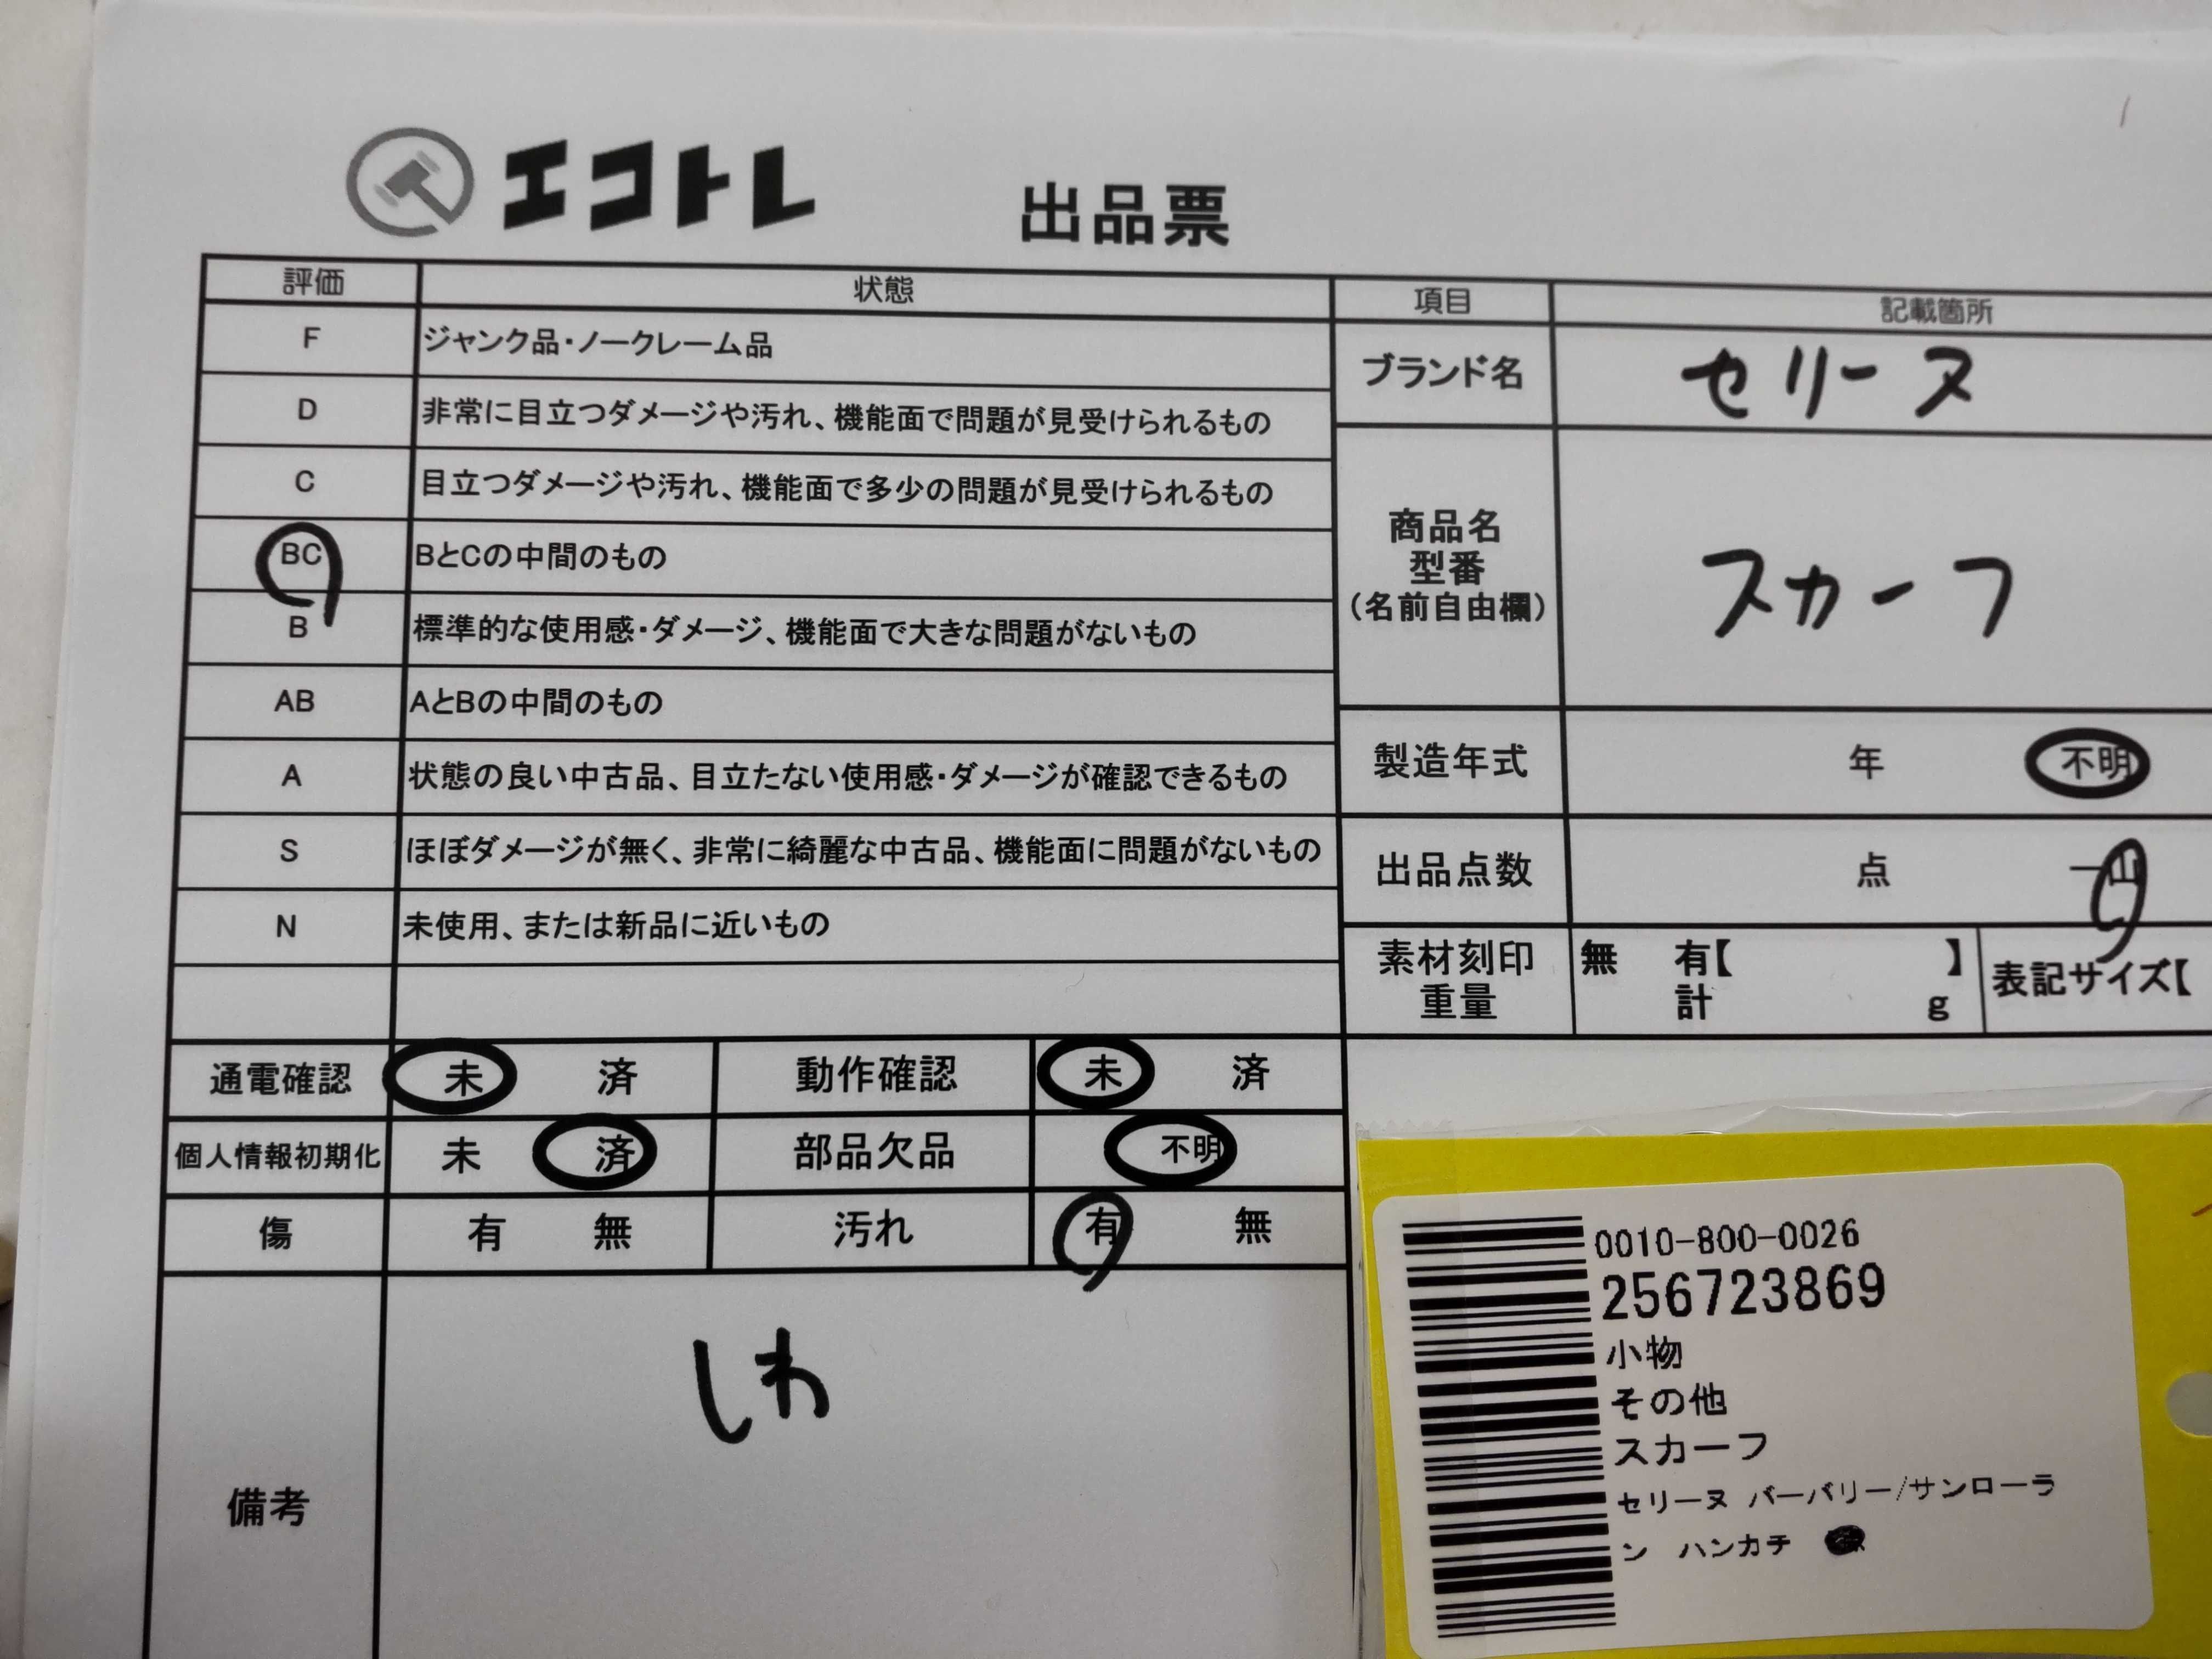 エコトレ 出品票
評価 状態 項目 記載箇所
F ジャンク品・ノークレーム品
D 非常に目立つダメージや汚れ、機能面で問題が見受けられるもの
C 目立つダメージや汚れ、機能面で多少の問題が見受けられるもの
BC BとCの中間のもの
B 標準的な使用感・ダメージ、機能面で大きな問題がないもの
AB AとBの中間のもの
A 状態の良い中古品、目立たない使用感・ダメージが確認できるもの
S ほぼダメージが無く、非常に綺麗な中古品、機能面に問題がないもの
N 未使用、または新品に近いもの
ブランド名 セリーヌ
商品名
型番
(名前自由欄)
スカーフ
製造年式 年 不明
出品点数 点 一山
素材刻印 無 有【 】 表記サイズ【
重量 計 g
通電確認 未 済 動作確認 未 済
個人情報初期化 未 済 部品欠品 不明
傷 有 無 汚れ 有 無
備考 しわ
0010-800-0026
256723869
小物
その他
スカーフ
セリーヌ バーバリー/サンローラ
ン ハンカチ